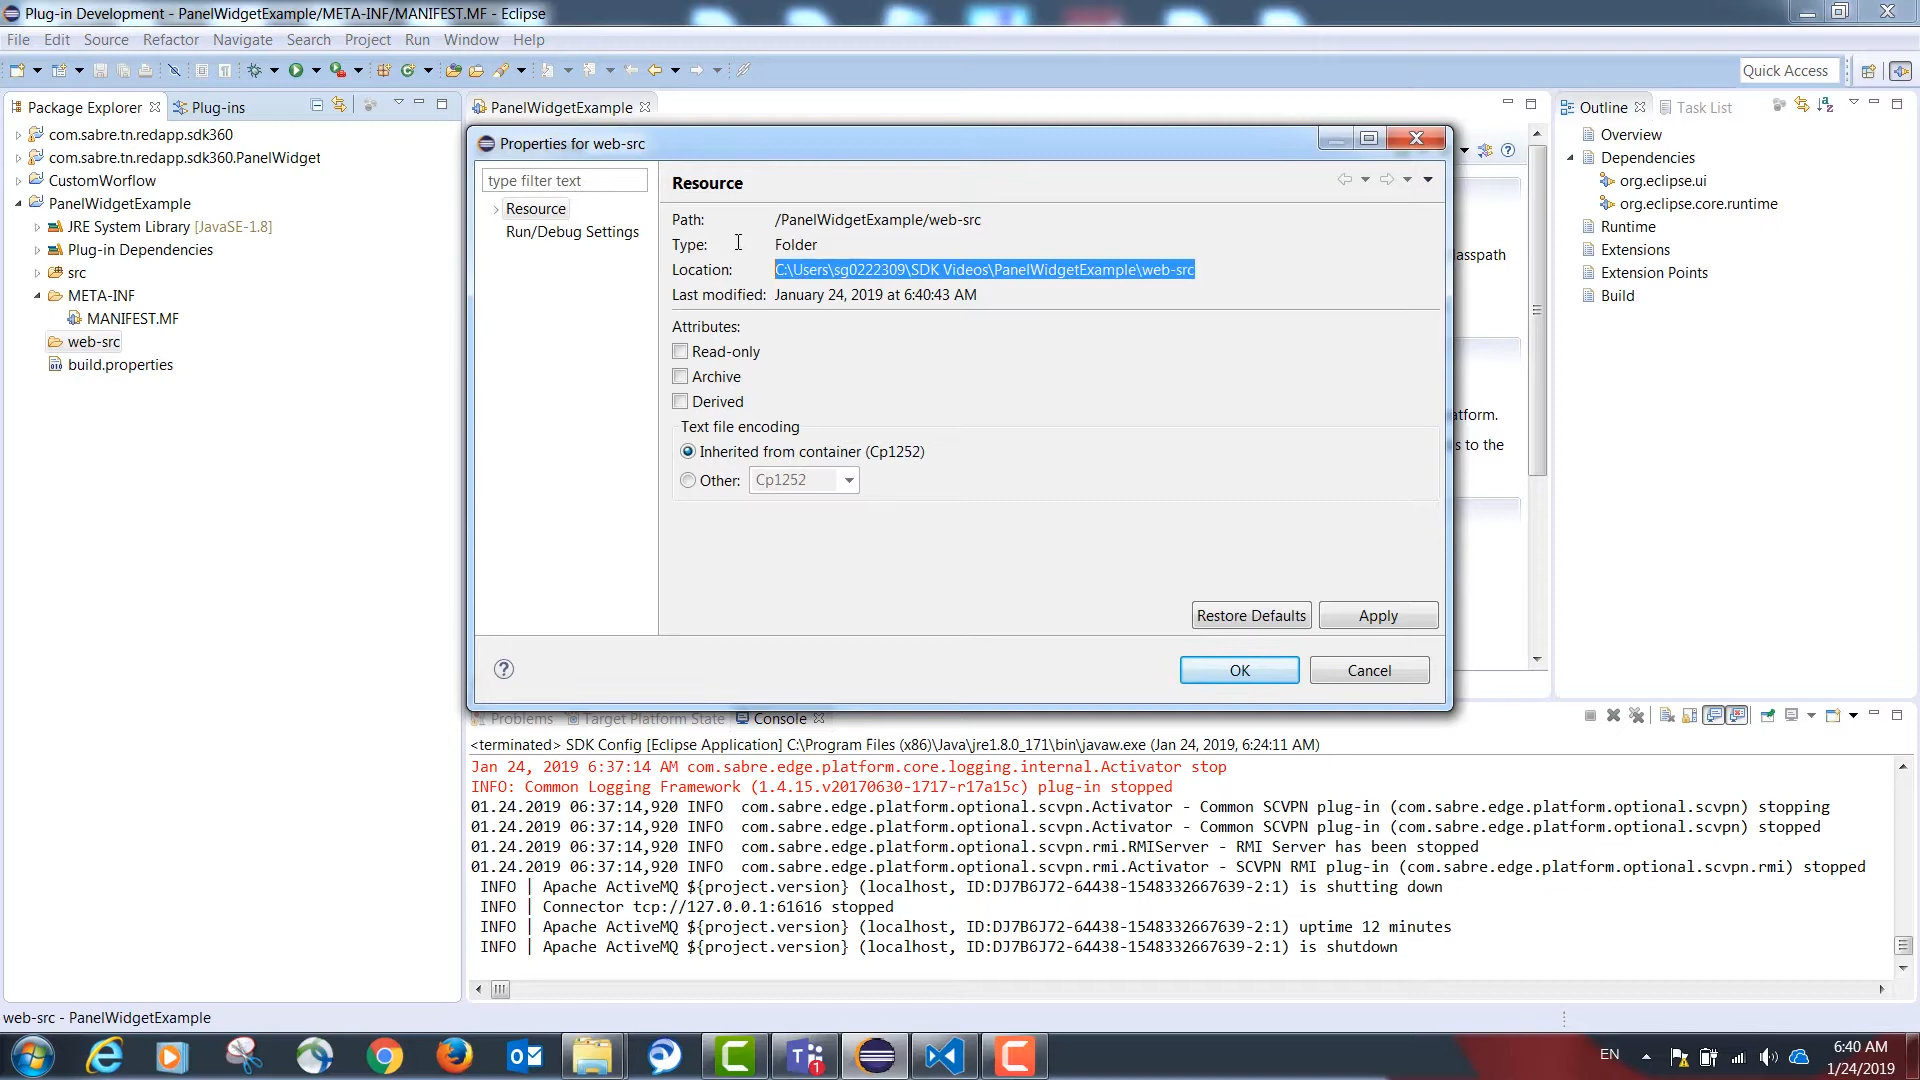 Plug-in Development - PanelWidgetExample/META-INF/MANIFEST.MF - Eclipse
File Edit Source Refactor Navigate Search Project Run Window Help
Quick Access
Package Explorer
Plug-ins
com.sabre.tn.redapp.sdk360
com.sabre.tn.redapp.sdk360.PanelWidget
CustomWorflow
PanelWidgetExample
JRE System Library [JavaSE-1.8]
Plug-in Dependencies
src
META-INF
MANIFEST.MF
web-src
build.properties
PanelWidgetExample
Properties for web-src
type filter text
Resource
Run/Debug Settings
Resource
Path: /PanelWidgetExample/web-src
Type: Folder
Location: C:\Users\sg0222309\SDK Videos\PanelWidgetExample\web-src
Last modified: January 24, 2019 at 6:40:43 AM
Attributes:
Read-only
Archive
Derived
Text file encoding
Inherited from container (Cp1252)
Other: Cp1252
Restore Defaults Apply
OK Cancel
s to the
Outline
Task List
Overview
Dependencies
org.eclipse.ui
org.eclipse.core.runtime
Runtime
Extensions
Extension Points
Build
Problems Target Platform State Console
<terminated> SDK Config [Eclipse Application] C:\Program Files (x86)\Java\jre1.8.0_171\bin\javaw.exe (Jan 24, 2019, 6:24:11 AM)
Jan 24, 2019 6:37:14 AM com.sabre.edge.platform.core.logging.internal.Activator stop
INFO: Common Logging Framework (1.4.15.v20170630-1717-r17a15c) plug-in stopped
01.24.2019 06:37:14,920 INFO com.sabre.edge.platform.optional.scvpn.Activator - Common SCVPN plug-in (com.sabre.edge.platform.optional.scvpn) stopping
01.24.2019 06:37:14,920 INFO com.sabre.edge.platform.optional.scvpn.Activator - Common SCVPN plug-in (com.sabre.edge.platform.optional.scvpn) stopped
01.24.2019 06:37:14,920 INFO com.sabre.edge.platform.optional.scvpn.rmi.RMIServer - RMI Server has been stopped
01.24.2019 06:37:14,920 INFO com.sabre.edge.platform.optional.scvpn.rmi.Activator - SCVPN RMI plug-in (com.sabre.edge.platform.optional.scvpn.rmi) stopped
INFO | Apache ActiveMQ ${project.version} (localhost, ID:DJ7B6J72-64438-1548332667639-2:1) is shutting down
INFO | Connector tcp://127.0.0.1:61616 stopped
INFO | Apache ActiveMQ ${project.version} (localhost, ID:DJ7B6J72-64438-1548332667639-2:1) uptime 12 minutes
INFO | Apache ActiveMQ ${project.version} (localhost, ID:DJ7B6J72-64438-1548332667639-2:1) is shutdown
web-src - PanelWidgetExample
EN
6:40 AM
1/24/2019